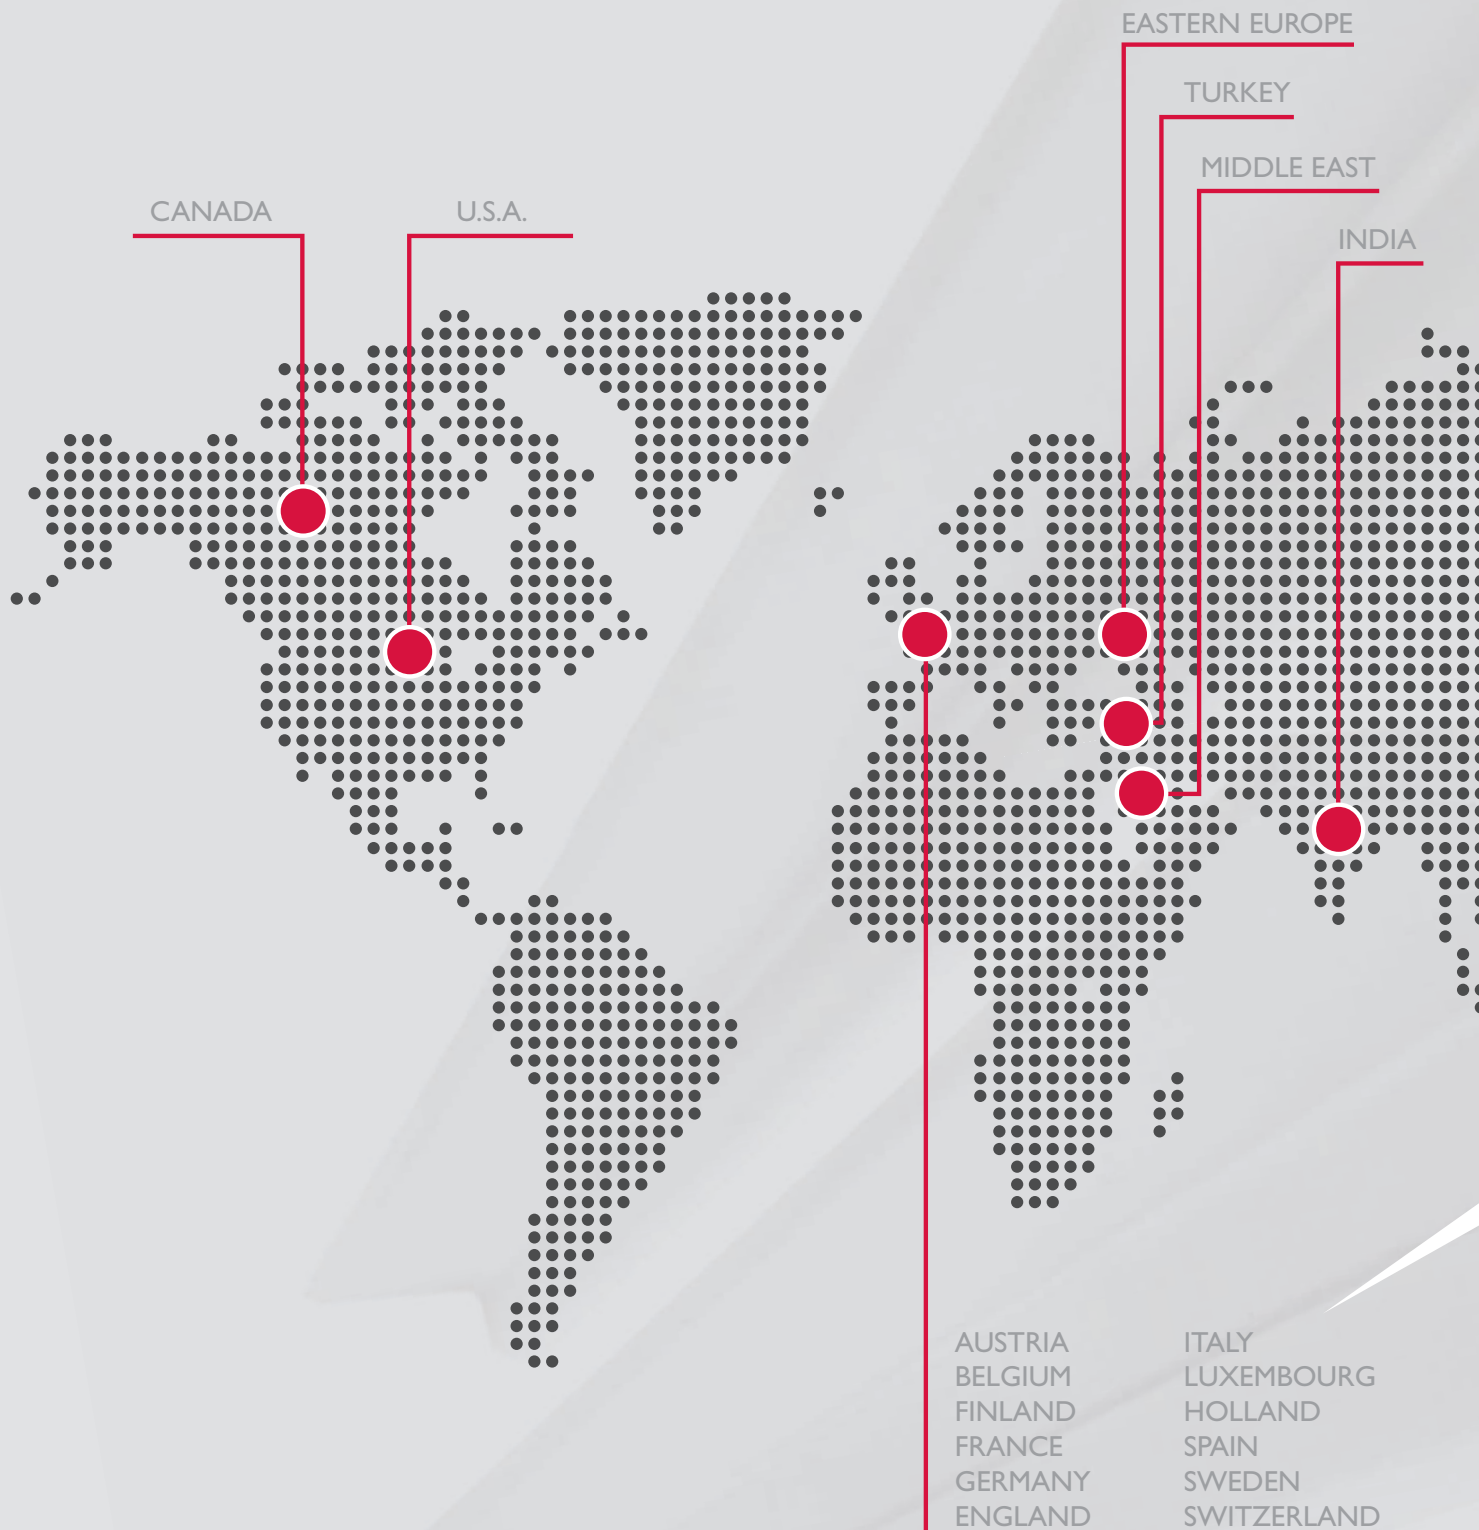 EASTERN EUROPE
TURKEY
MIDDLE EAST
CANADA
U.S.A.
INDIA
AUSTRIA
BELGIUM
FINLAND
FRANCE
GERMANY
ENGLAND
ITALY
LUXEMBOURG
HOLLAND
SPAIN
SWEDEN
SWITZERLAND